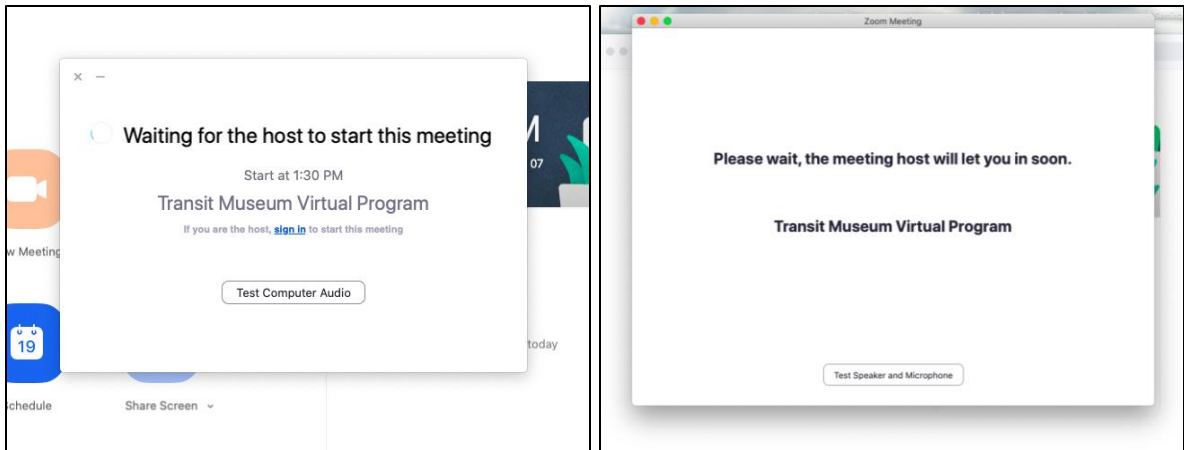 Waiting for the host to start this meeting
Start at 1:30 PM
Transit Museum Virtual Program
If you are the host, sign in to start this meeting
Test Computer Audio
M
07
w Meeting
19
today
chedule
Share Screen
Zoom Meeting
Please wait, the meeting host will let you in soon.
Transit Museum Virtual Program
Test Speaker and Microphone